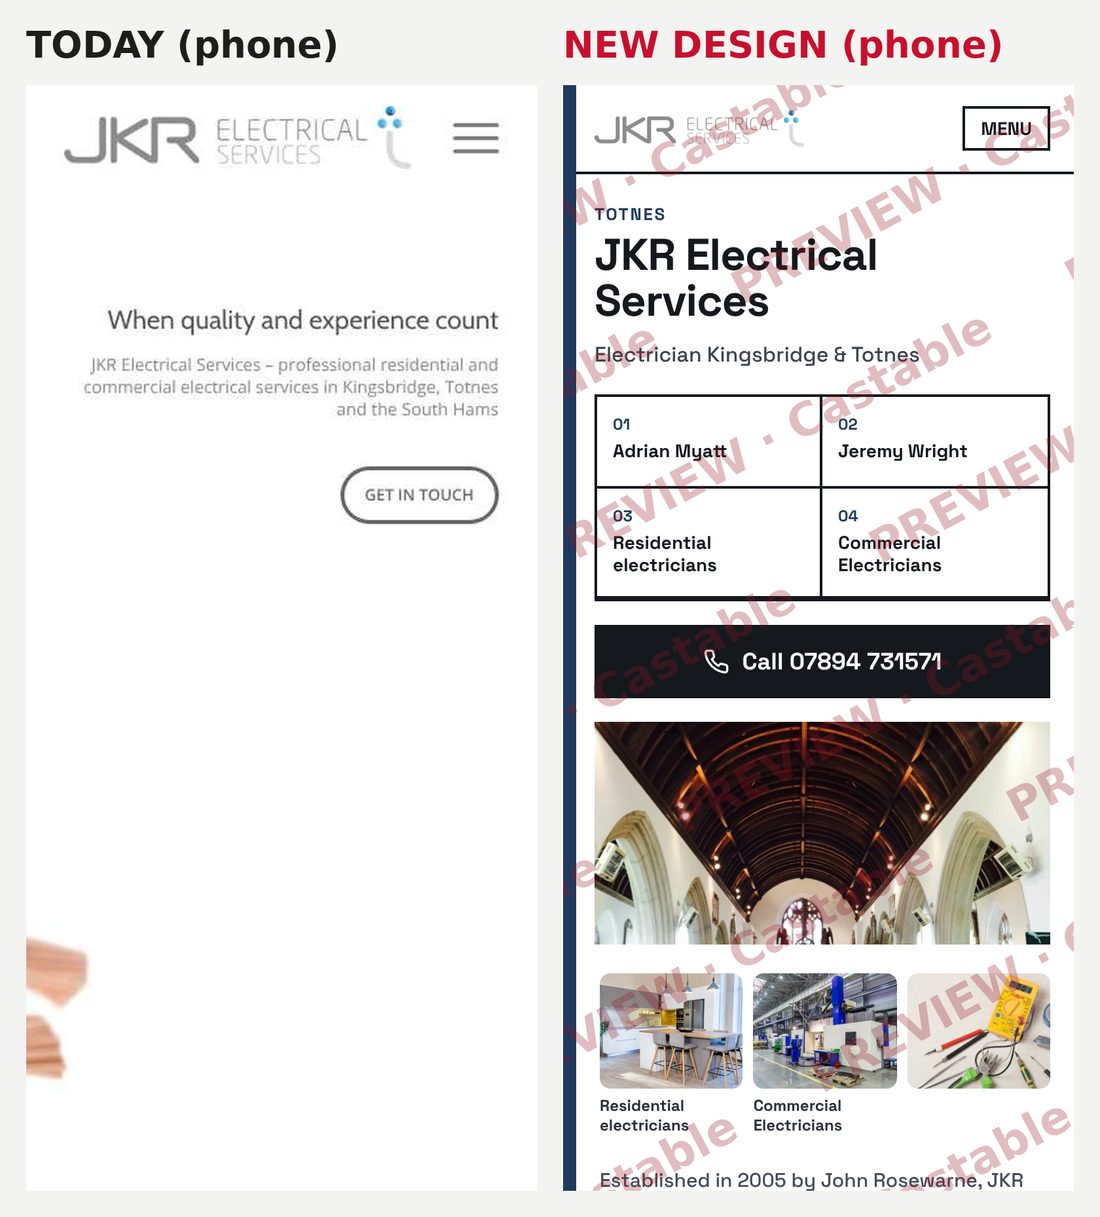 TODAY (phone)
JKR ELECTRICAL SERVICES
When quality and experience count
JKR Electrical Services – professional residential and
commercial electrical services in Kingsbridge, Totnes
and the South Hams
GET IN TOUCH
NEW DESIGN (phone)
JKR ELECTRICAL SERVICES
MENU
TOTNES
JKR Electrical
Services
Electrician Kingsbridge & Totnes
01
Adrian Myatt
02
Jeremy Wright
03
Residential
electricians
04
Commercial
Electricians
Call 07894 731571
Residential
electricians
Commercial
Electricians
Established in 2005 by John Rosewarne, JKR
PREVIEW · Castable